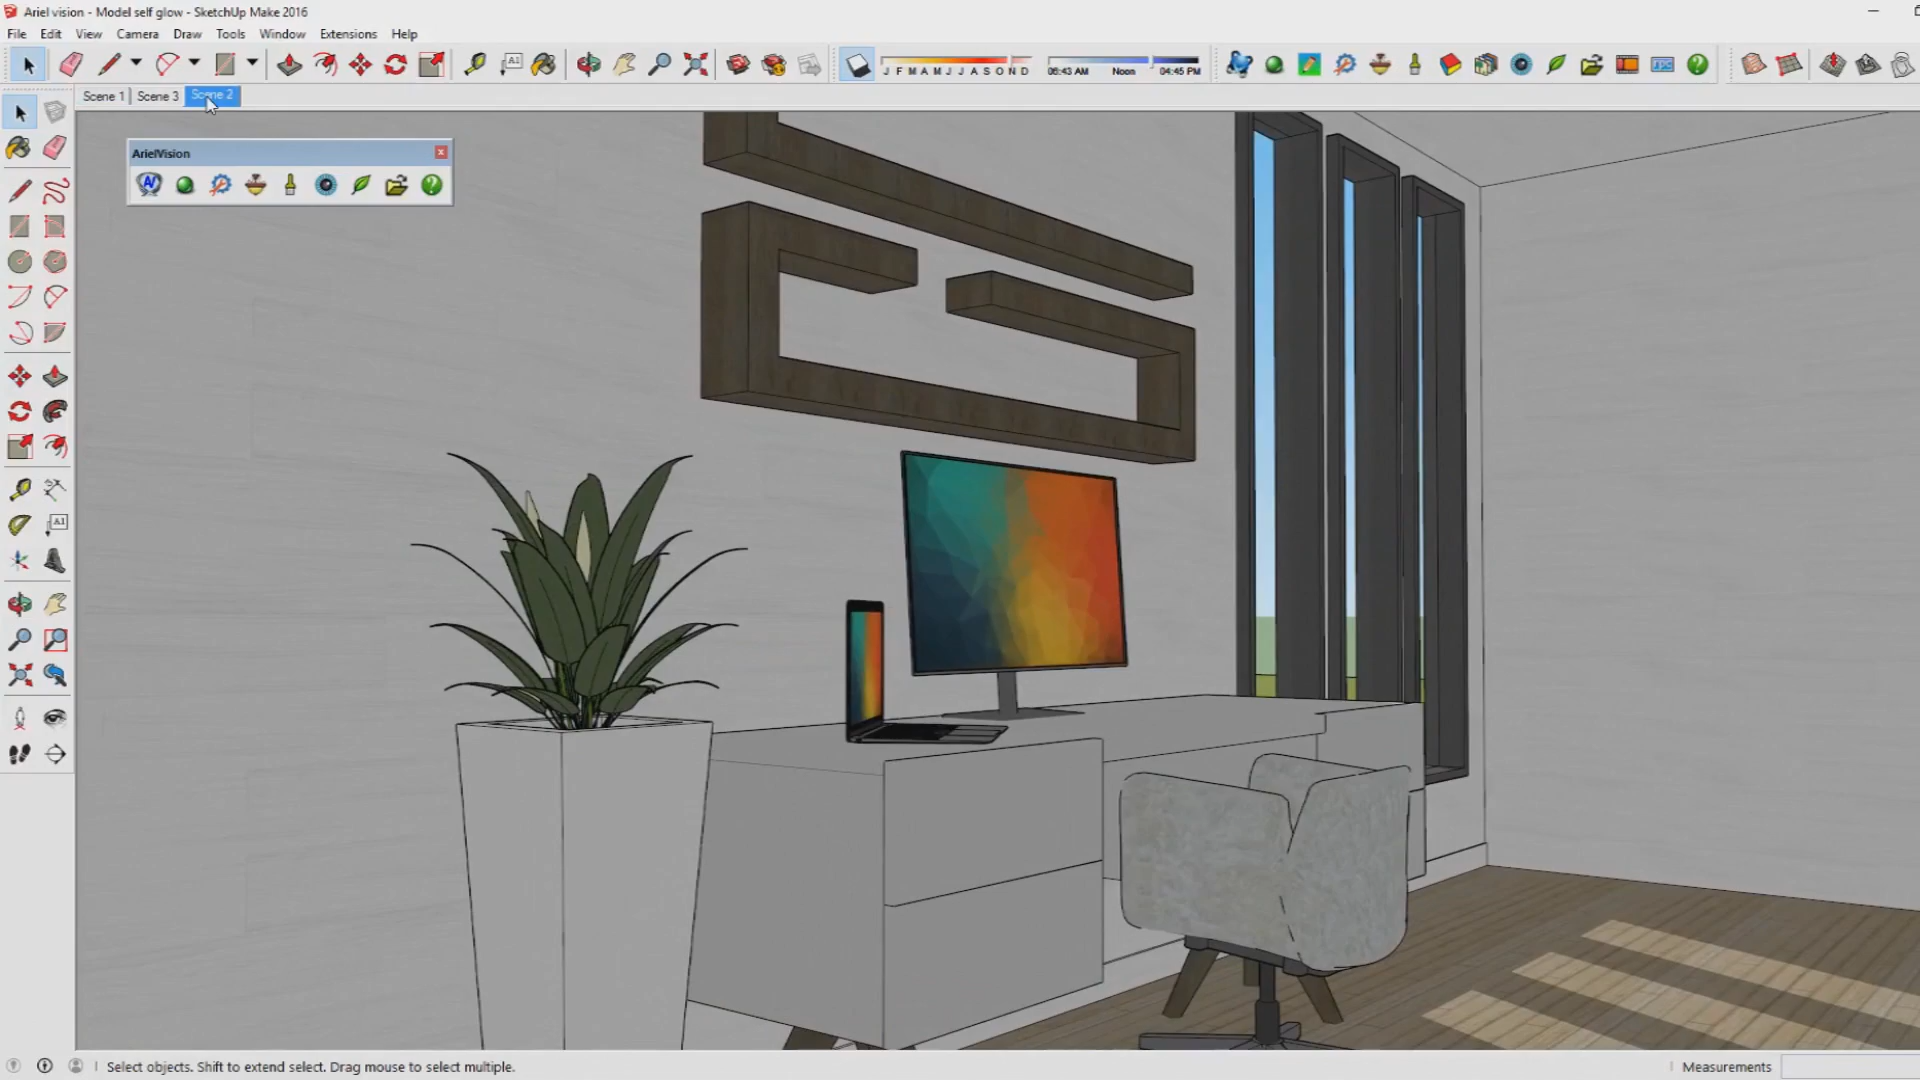 Ariel vision - Model self glow - SketchUp Make 2016
File Edit View Camera Draw Tools Window Extensions Help
J F M A M J J A S O N D 06:43 AM Noon 04:45 PM
Scene 1 Scene 3 Scene 2
ArielVision
Select objects. Shift to extend select. Drag mouse to select multiple.
Measurements